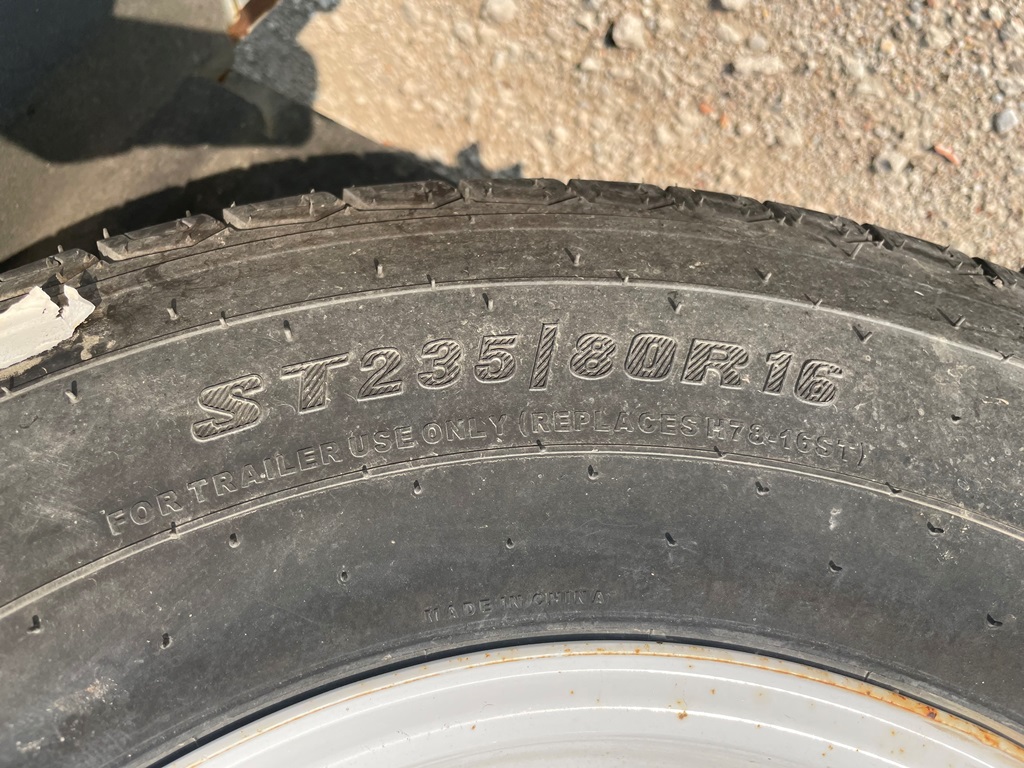 ST235/80R16
FOR TRAILER USE ONLY (REPLACES H78-16ST)
MADE IN CHINA